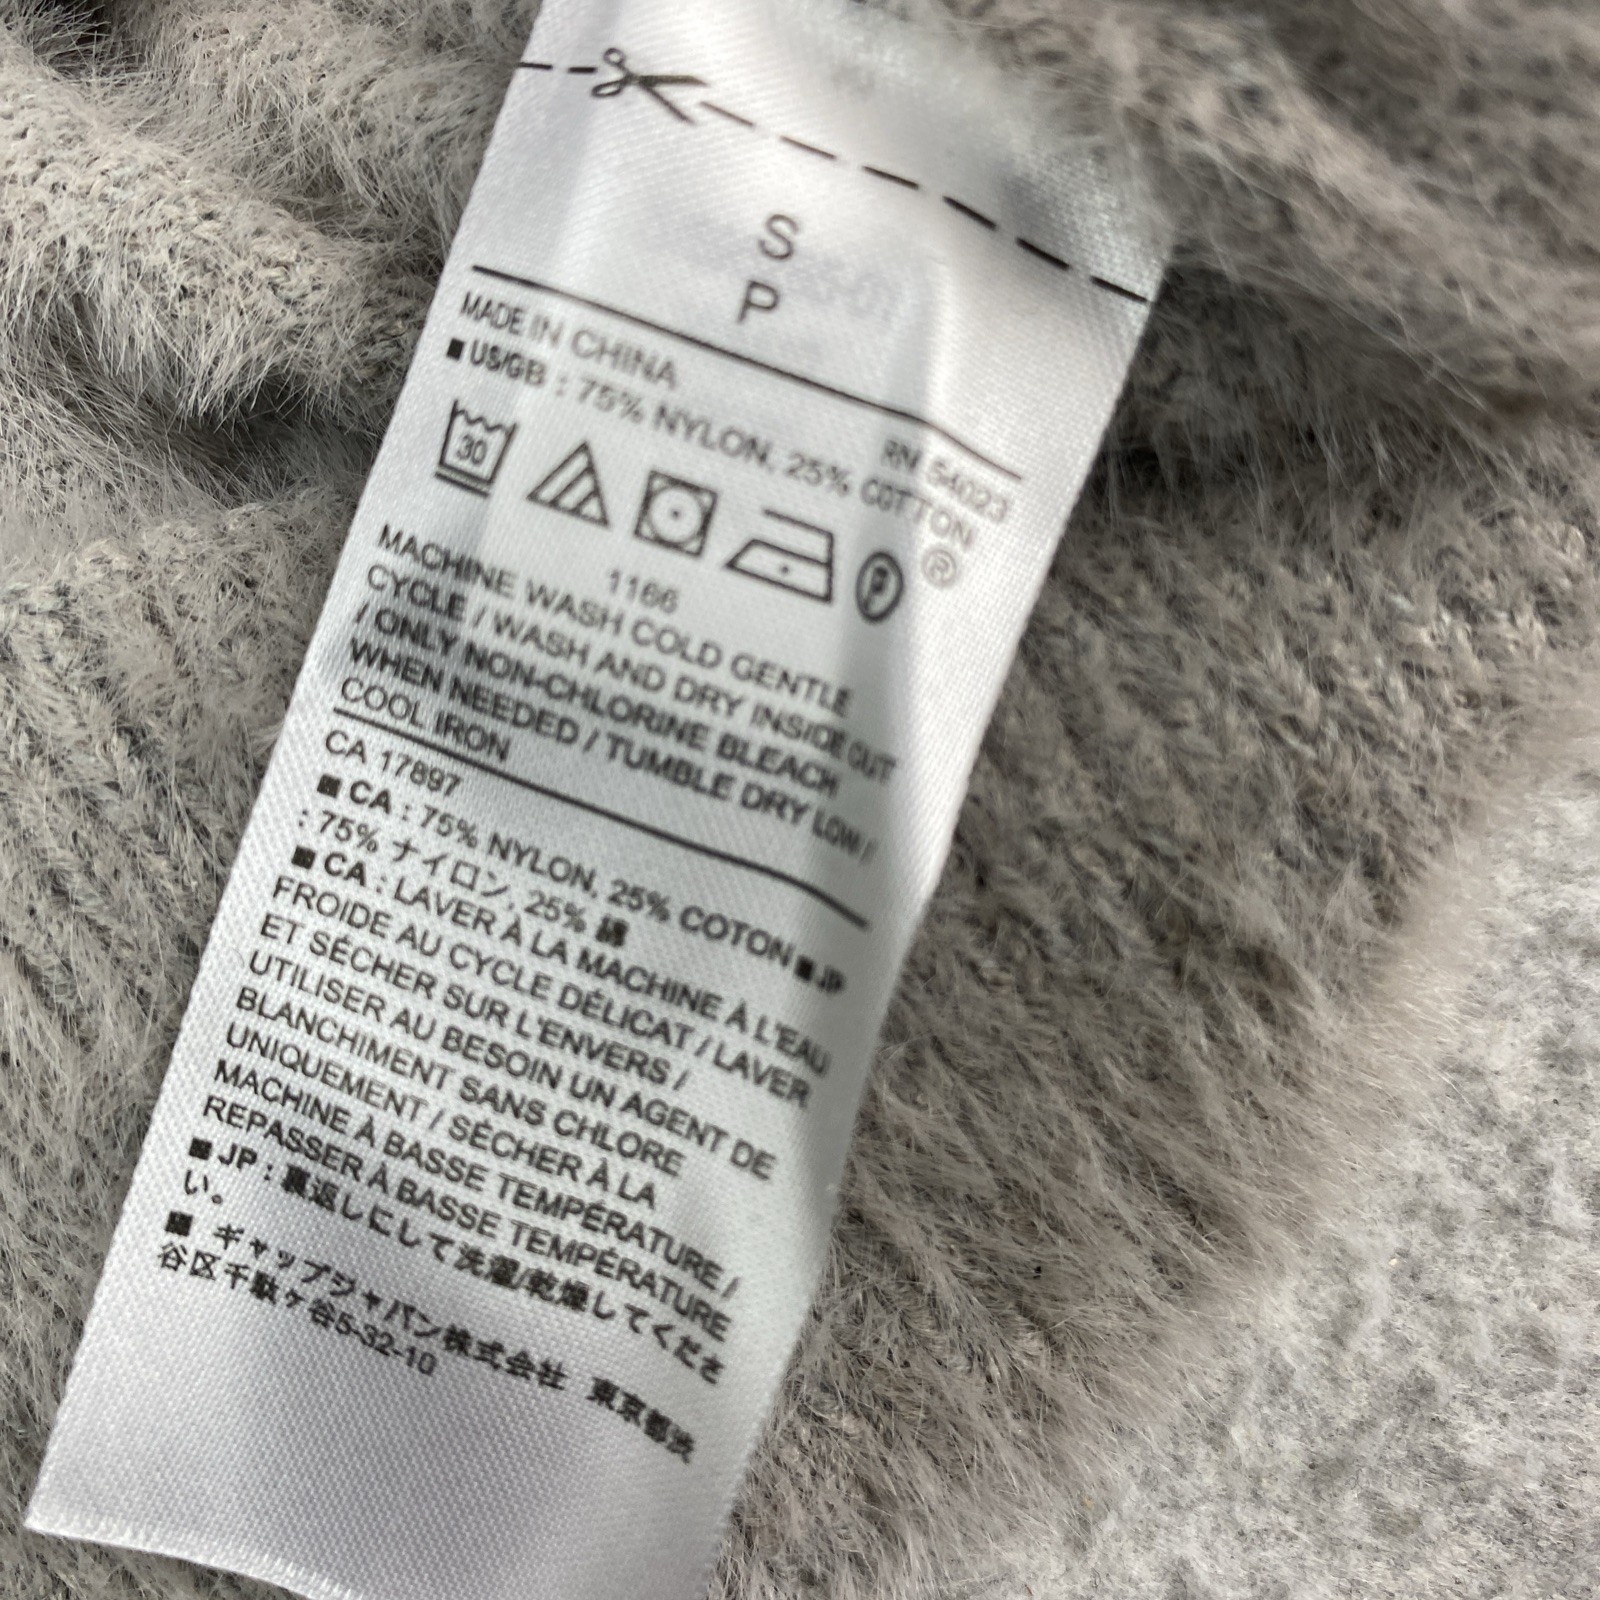 S
P
MADE IN CHINA
RN 54023
■ US/GB : 75% NYLON, 25% COTTON
30
P
®
1166
MACHINE WASH COLD GENTLE
CYCLE / WASH AND DRY INSIDE OUT
/ ONLY NON-CHLORINE BLEACH
WHEN NEEDED / TUMBLE DRY LOW /
COOL IRON
CA 17897
■ CA : 75% NYLON, 25% COTON ■ JP
: 75% ナイロン, 25% 綿
■ CA : LAVER À LA MACHINE À L'EAU
FROIDE AU CYCLE DÉLICAT / LAVER
ET SÉCHER SUR L'ENVERS /
UTILISER AU BESOIN UN AGENT DE
BLANCHIMENT SANS CHLORE
UNIQUEMENT / SÉCHER À LA
MACHINE À BASSE TEMPÉRATURE /
REPASSER À BASSE TEMPÉRATURE
■ JP : 裏返しにして洗濯/乾燥してくださ
い。
■ ギャップジャパン株式会社 東京都渋
谷区千駄ヶ谷5-32-10